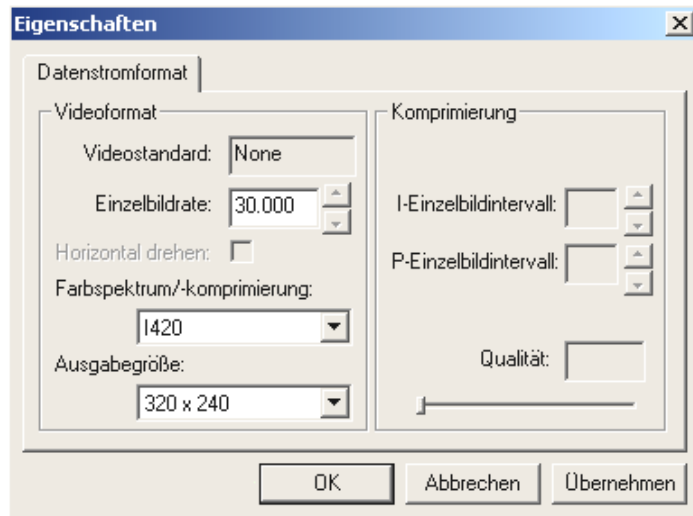 Eigenschaften
Datenstromformat
Videoformat
Videostandard: None
Einzelbildrate: 30.000
Horizontal drehen:
Farbspektrum/-komprimierung:
I420
Ausgabegröße:
320 x 240
Komprimierung
I-Einzelbildintervall:
P-Einzelbildintervall:
Qualität:
OK Abbrechen Übernehmen